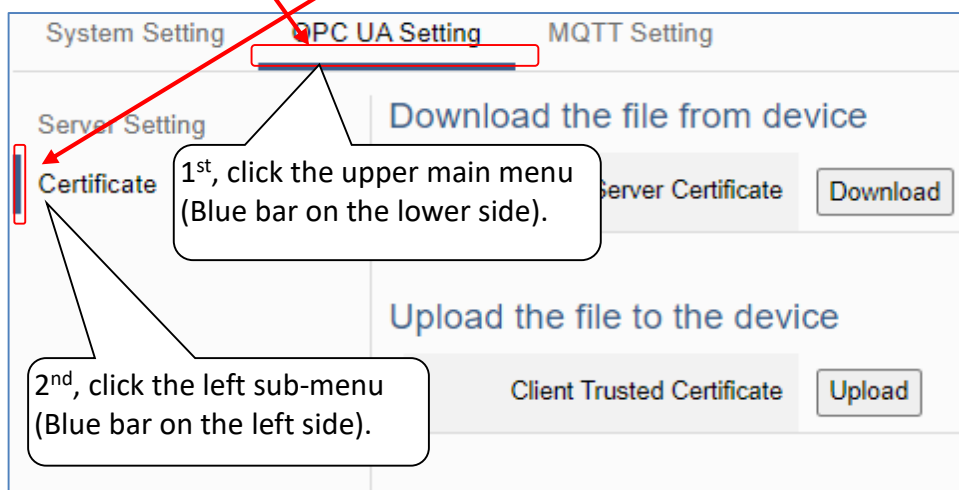 System Setting OPC UA Setting MQTT Setting
Server Setting
Download the file from device
Certificate
1st, click the upper main menu
(Blue bar on the lower side).
Server Certificate Download
Upload the file to the device
2nd, click the left sub-menu
(Blue bar on the left side).
Client Trusted Certificate Upload